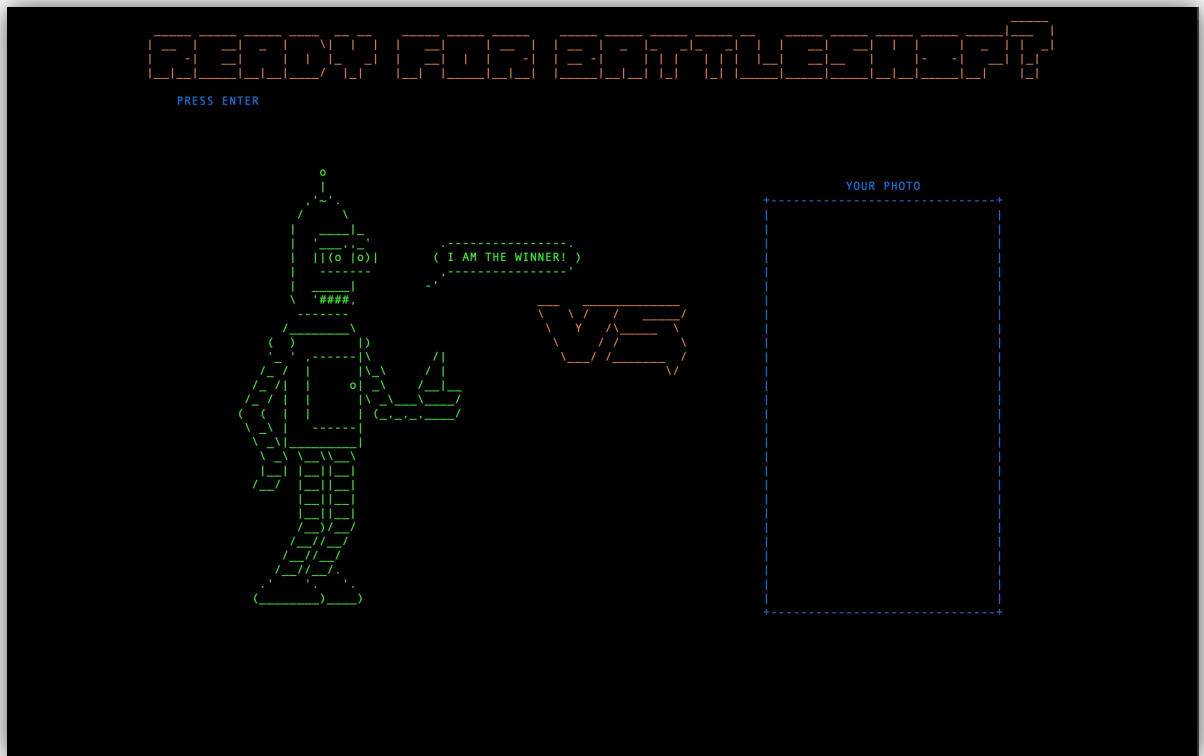 READY FOR BATTLESHIP?
PRESS ENTER
YOUR PHOTO
I AM THE WINNER!
VS